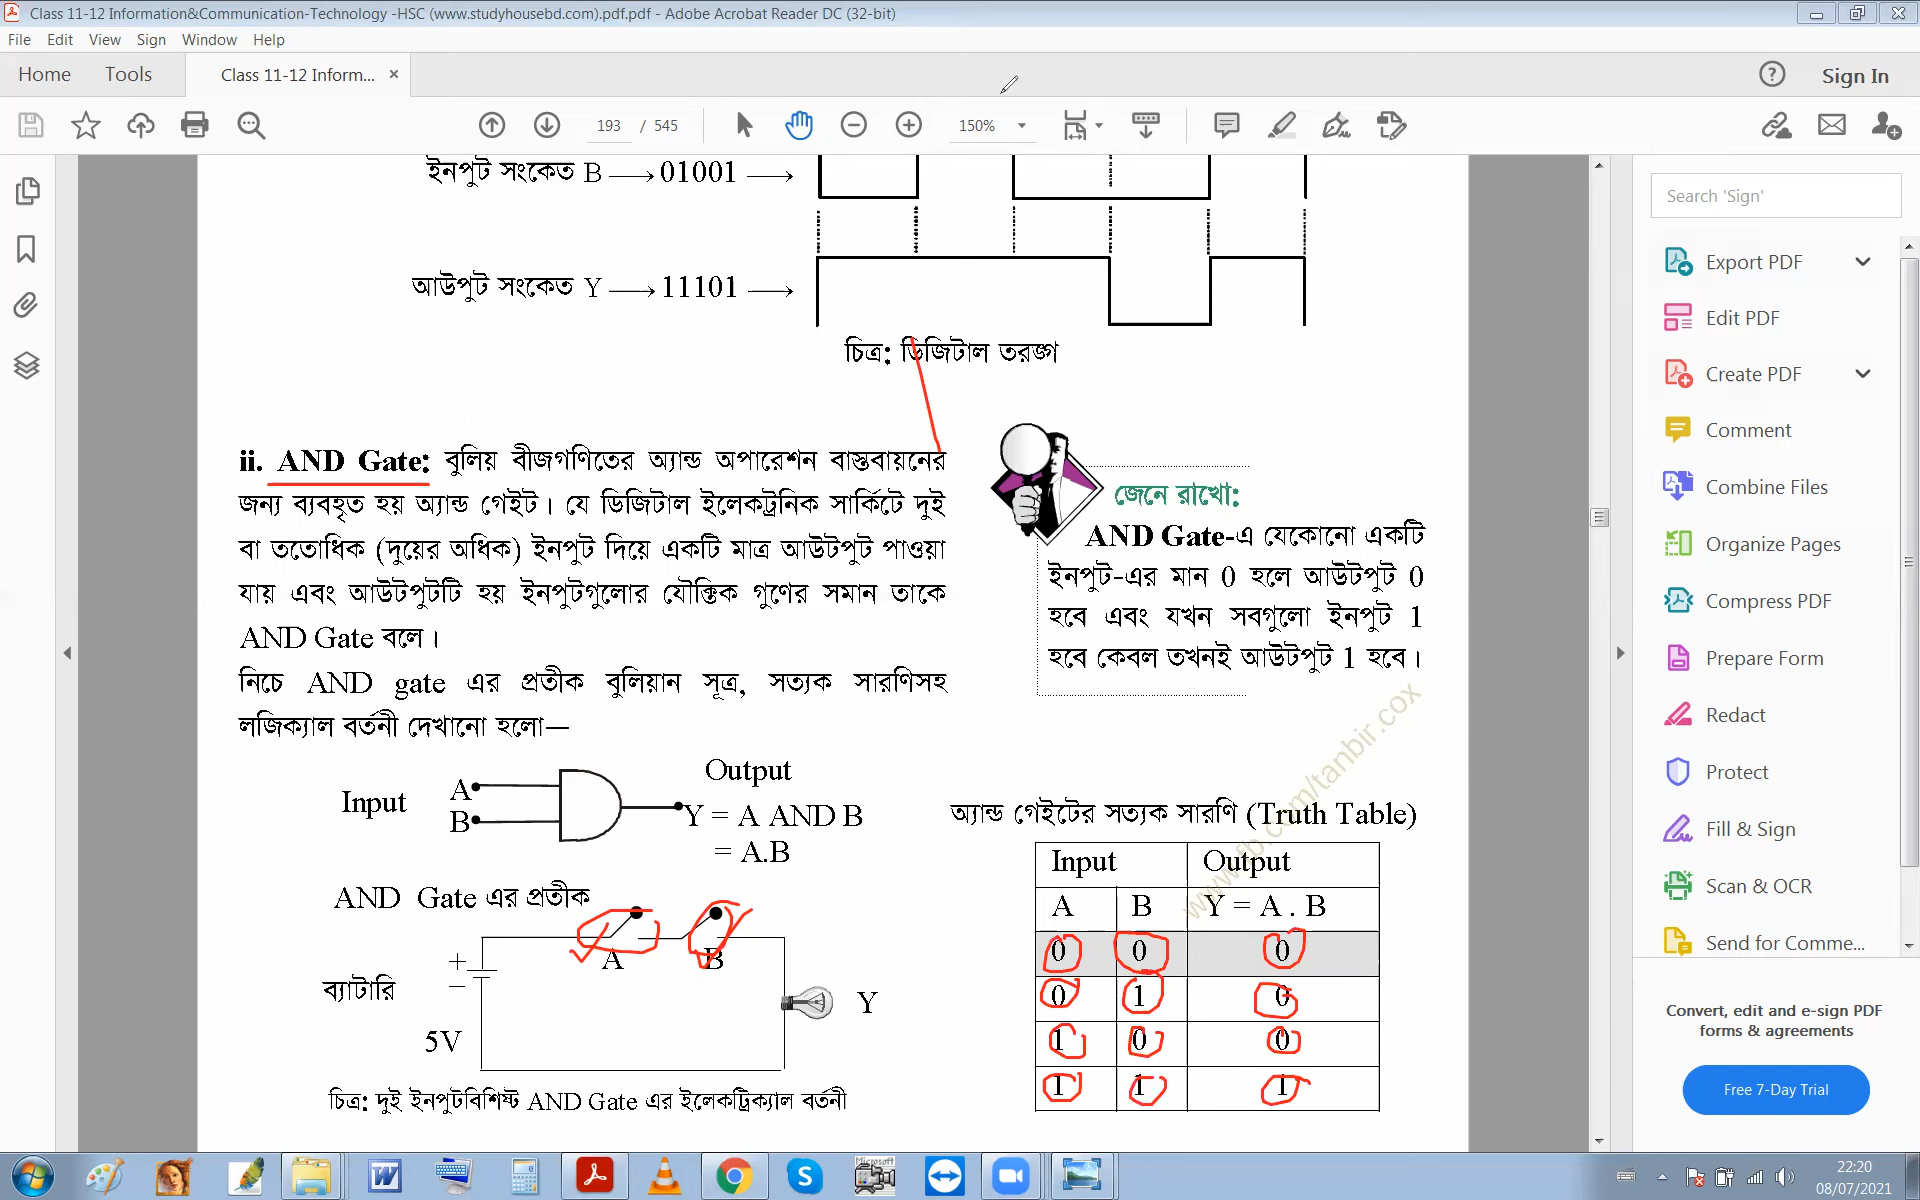 Class 11-12 Information&Communication-Technology -HSC (www.studyhousebd.com).pdf.pdf - Adobe Acrobat Reader DC (32-bit)
File Edit View Sign Window Help
Home Tools Class 11-12 Inform... × Sign In
193 / 545 150%
ইনপুট সংকেত B → 01001 →
আউপুট সংকেত Y → 11101 →
চিত্র: ডিজিটাল তরঙ্গ
ii. AND Gate: বুলিয় বীজগণিতের অ্যান্ড অপারেশন বাস্তবায়নের
জন্য ব্যবহৃত হয় অ্যান্ড গেইট। যে ডিজিটাল ইলেকট্রনিক সার্কিটে দুই
বা ততোধিক (দুয়ের অধিক) ইনপুট দিয়ে একটি মাত্র আউটপুট পাওয়া
যায় এবং আউটপুটটি হয় ইনপুটগুলোর যৌক্তিক গুণের সমান তাকে
AND Gate বলে।
নিচে AND gate এর প্রতীক বুলিয়ান সূত্র, সত্যক সারণিসহ
লজিক্যাল বর্তনী দেখানো হলো—
জেনে রাখো:
AND Gate-এ যেকোনো একটি
ইনপুট-এর মান 0 হলে আউটপুট 0
হবে এবং যখন সবগুলো ইনপুট 1
হবে কেবল তখনই আউটপুট 1 হবে।
Input A B
Output
Y = A AND B
= A.B
AND Gate এর প্রতীক
A B
ব্যাটারি + −
5V
Y
চিত্র: দুই ইনপুটবিশিষ্ট AND Gate এর ইলেকট্রিক্যাল বর্তনী
www.fb.com/tanbir.cox
অ্যান্ড গেইটের সত্যক সারণি (Truth Table)
Input Output
A B Y = A . B
0 0 0
0 1 0
1 0 0
1 1 1
Search 'Sign'
Export PDF
Edit PDF
Create PDF
Comment
Combine Files
Organize Pages
Compress PDF
Prepare Form
Redact
Protect
Fill & Sign
Scan & OCR
Send for Comme...
Convert, edit and e-sign PDF
forms & agreements
Free 7-Day Trial
22:20
08/07/2021